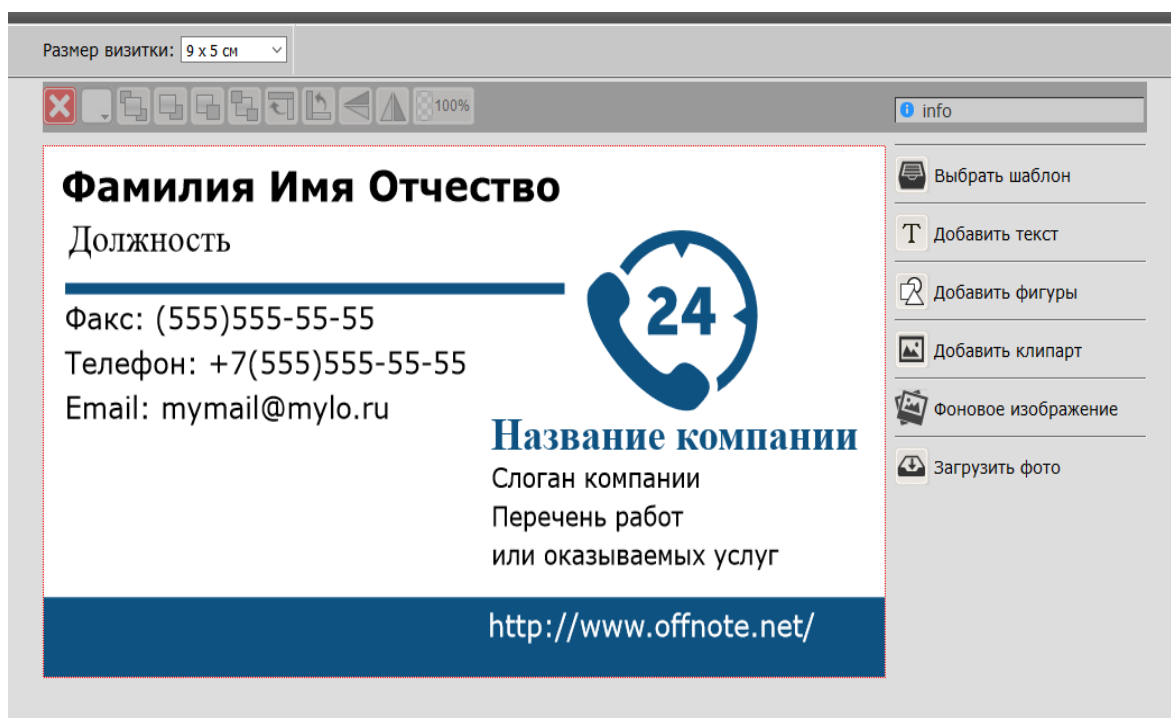 Размер визитки: 9 x 5 см
100%
info
Фамилия Имя Отчество
Должность
Факс: (555)555-55-55
Телефон: +7(555)555-55-55
Email: mymail@mylo.ru
24
Название компании
Слоган компании
Перечень работ
или оказываемых услуг
http://www.offnote.net/
Выбрать шаблон
T Добавить текст
Добавить фигуры
Добавить клипарт
Фоновое изображение
Загрузить фото